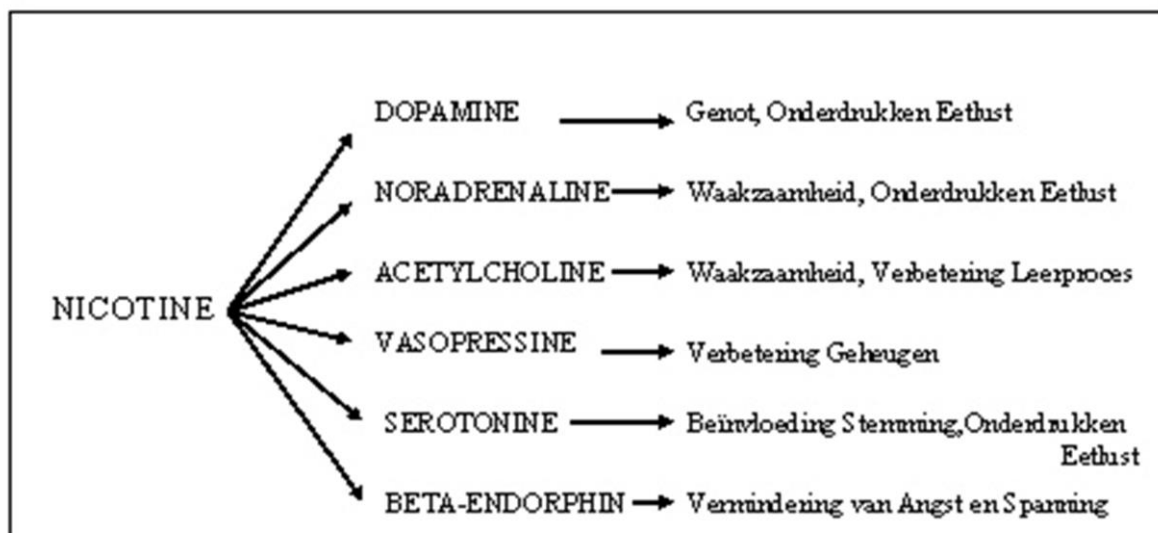 DOPAMINE Genot, Onderdrukken Eetlust
NORADRENALINE Waakzaamheid, Onderdrukken Eetlust
ACETYLCHOLINE Waakzaamheid, Verbetering Leerproces
NICOTINE
VASOPRESSINE Verbetering Geheugen
SEROTONINE Beïnvloeding Stemming,Onderdrukken
Eetlust
BETA-ENDORPHIN Vermindering van Angst en Spanning